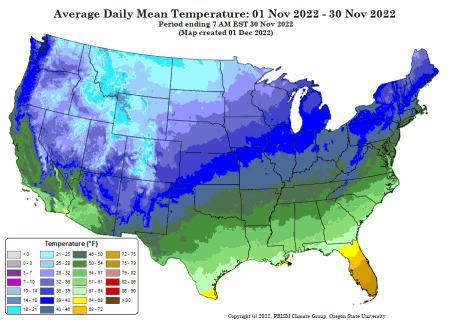 Average Daily Mean Temperature: 01 Nov 2022 - 30 Nov 2022
Period ending 7 AM EST 30 Nov 2022
(Map created 01 Dec 2022)
Temperature (°F)
< 0 21 - 25 46 - 50 72 - 75
0 - 3 25 - 28 50 - 54 75 - 79
3 - 7 28 - 32 54 - 57 79 - 82
7 - 10 32 - 35 57 - 61 82 - 86
10 - 14 35 - 39 61 - 64 86 - 90
14 - 18 39 - 43 64 - 68 > 90
18 - 21 43 - 46 68 - 72
Copyright © 2022, PRISM Climate Group, Oregon State University